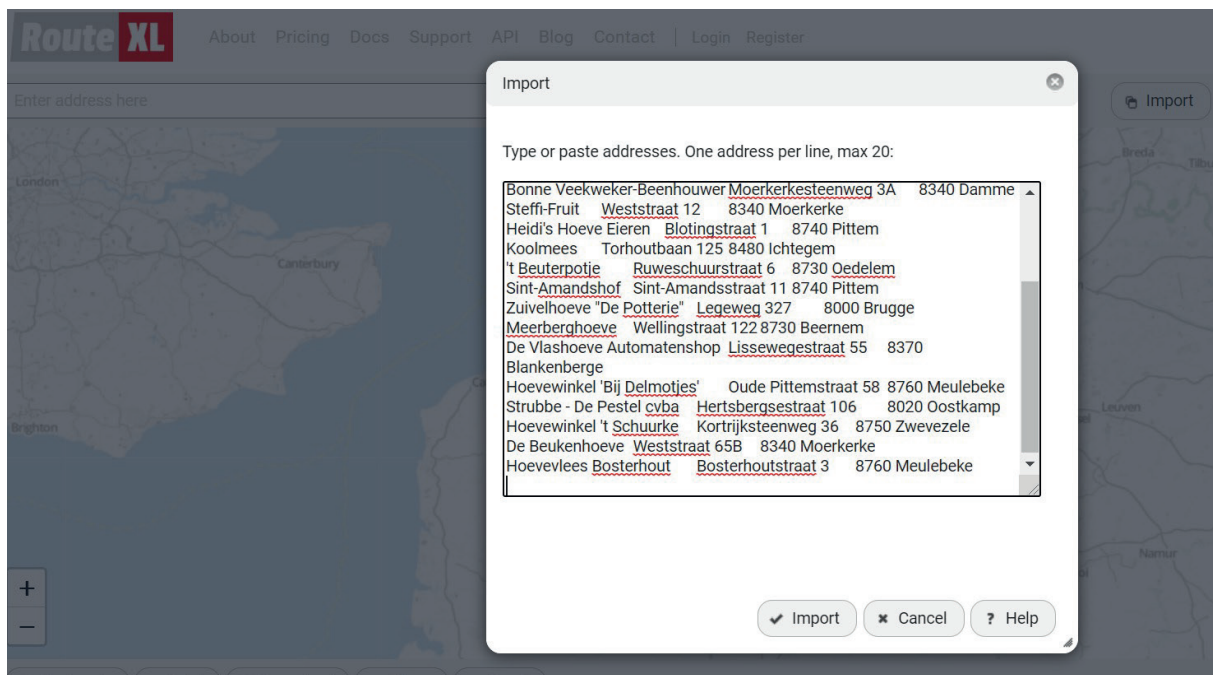 Route XL
About Pricing Docs Support API Blog Contact | Login Register
Enter address here
Import
Import
Type or paste addresses. One address per line, max 20:
Bonne Veekweker-Beenhouwer Moerkerkesteenweg 3A 8340 Damme
Steffi-Fruit Weststraat 12 8340 Moerkerke
Heidi's Hoeve Eieren Blotingstraat 1 8740 Pittem
Koolmees Torhoutbaan 125 8480 Ichtegem
't Beuterpotje Ruweschuurstraat 6 8730 Oedelem
Sint-Amandshof Sint-Amandsstraat 11 8740 Pittem
Zuivelhoeve "De Potterie" Legeweg 327 8000 Brugge
Meerberghoeve Wellingstraat 122 8730 Beernem
De Vlashoeve Automatenshop Lissewegestraat 55 8370
Blankenberge
Hoevewinkel 'Bij Delmotjes' Oude Pittemstraat 58 8760 Meulebeke
Strubbe - De Pestel cvba Hertsbergsestraat 106 8020 Oostkamp
Hoevewinkel 't Schuurke Kortrijksteenweg 36 8750 Zwevezele
De Beukenhoeve Weststraat 65B 8340 Moerkerke
Hoevevlees Bosterhout Bosterhoutstraat 3 8760 Meulebeke
Import
Cancel
? Help
London
Canterbury
Brighton
Breda
Leuven
Namur
+
−